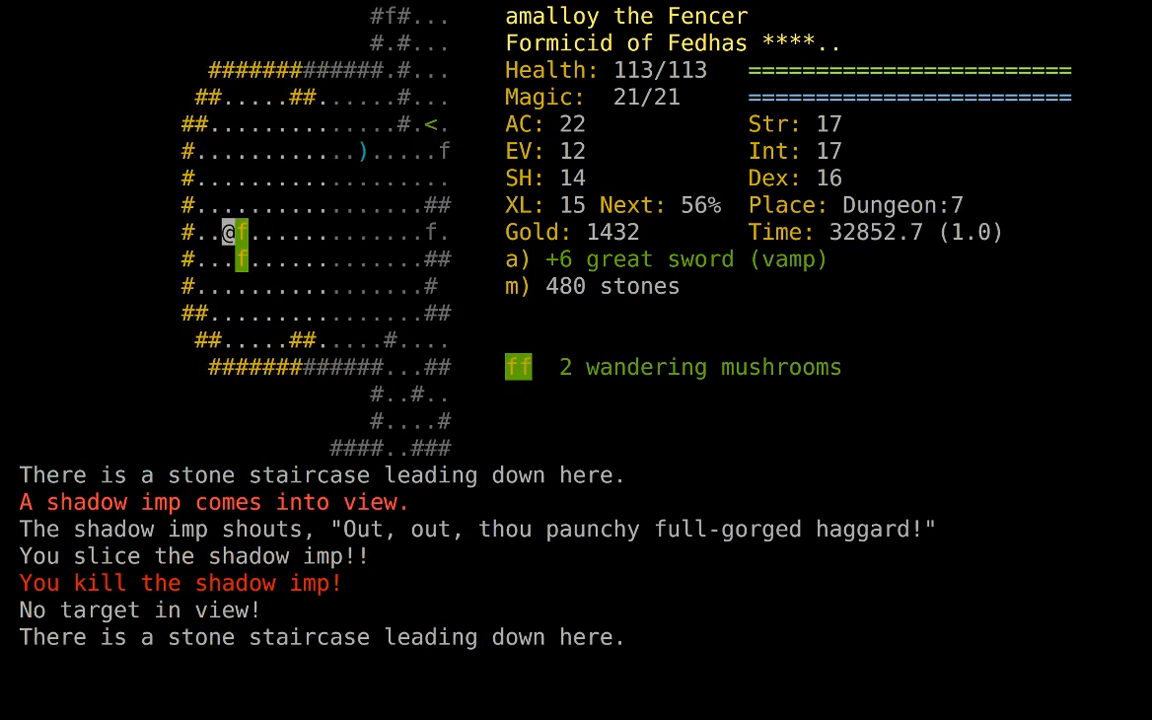 #f#... amalloy the Fencer
#.#... Formicid of Fedhas ****..
#############.#... Health: 113/113 ========================
##.....##......#... Magic: 21/21 ========================
##..............#.<. AC: 22 Str: 17
#............).....f EV: 12 Int: 17
#................... SH: 14 Dex: 16
#.................## XL: 15 Next: 56% Place: Dungeon:7
#..@f.............f. Gold: 1432 Time: 32852.7 (1.0)
#...f.............## a) +6 great sword (vamp)
#.................# m) 480 stones
##................##
##.....##.....#....
#############...## ff 2 wandering mushrooms
#..#..
#....#
####..###
There is a stone staircase leading down here.
A shadow imp comes into view.
The shadow imp shouts, "Out, out, thou paunchy full-gorged haggard!"
You slice the shadow imp!!
You kill the shadow imp!
No target in view!
There is a stone staircase leading down here.